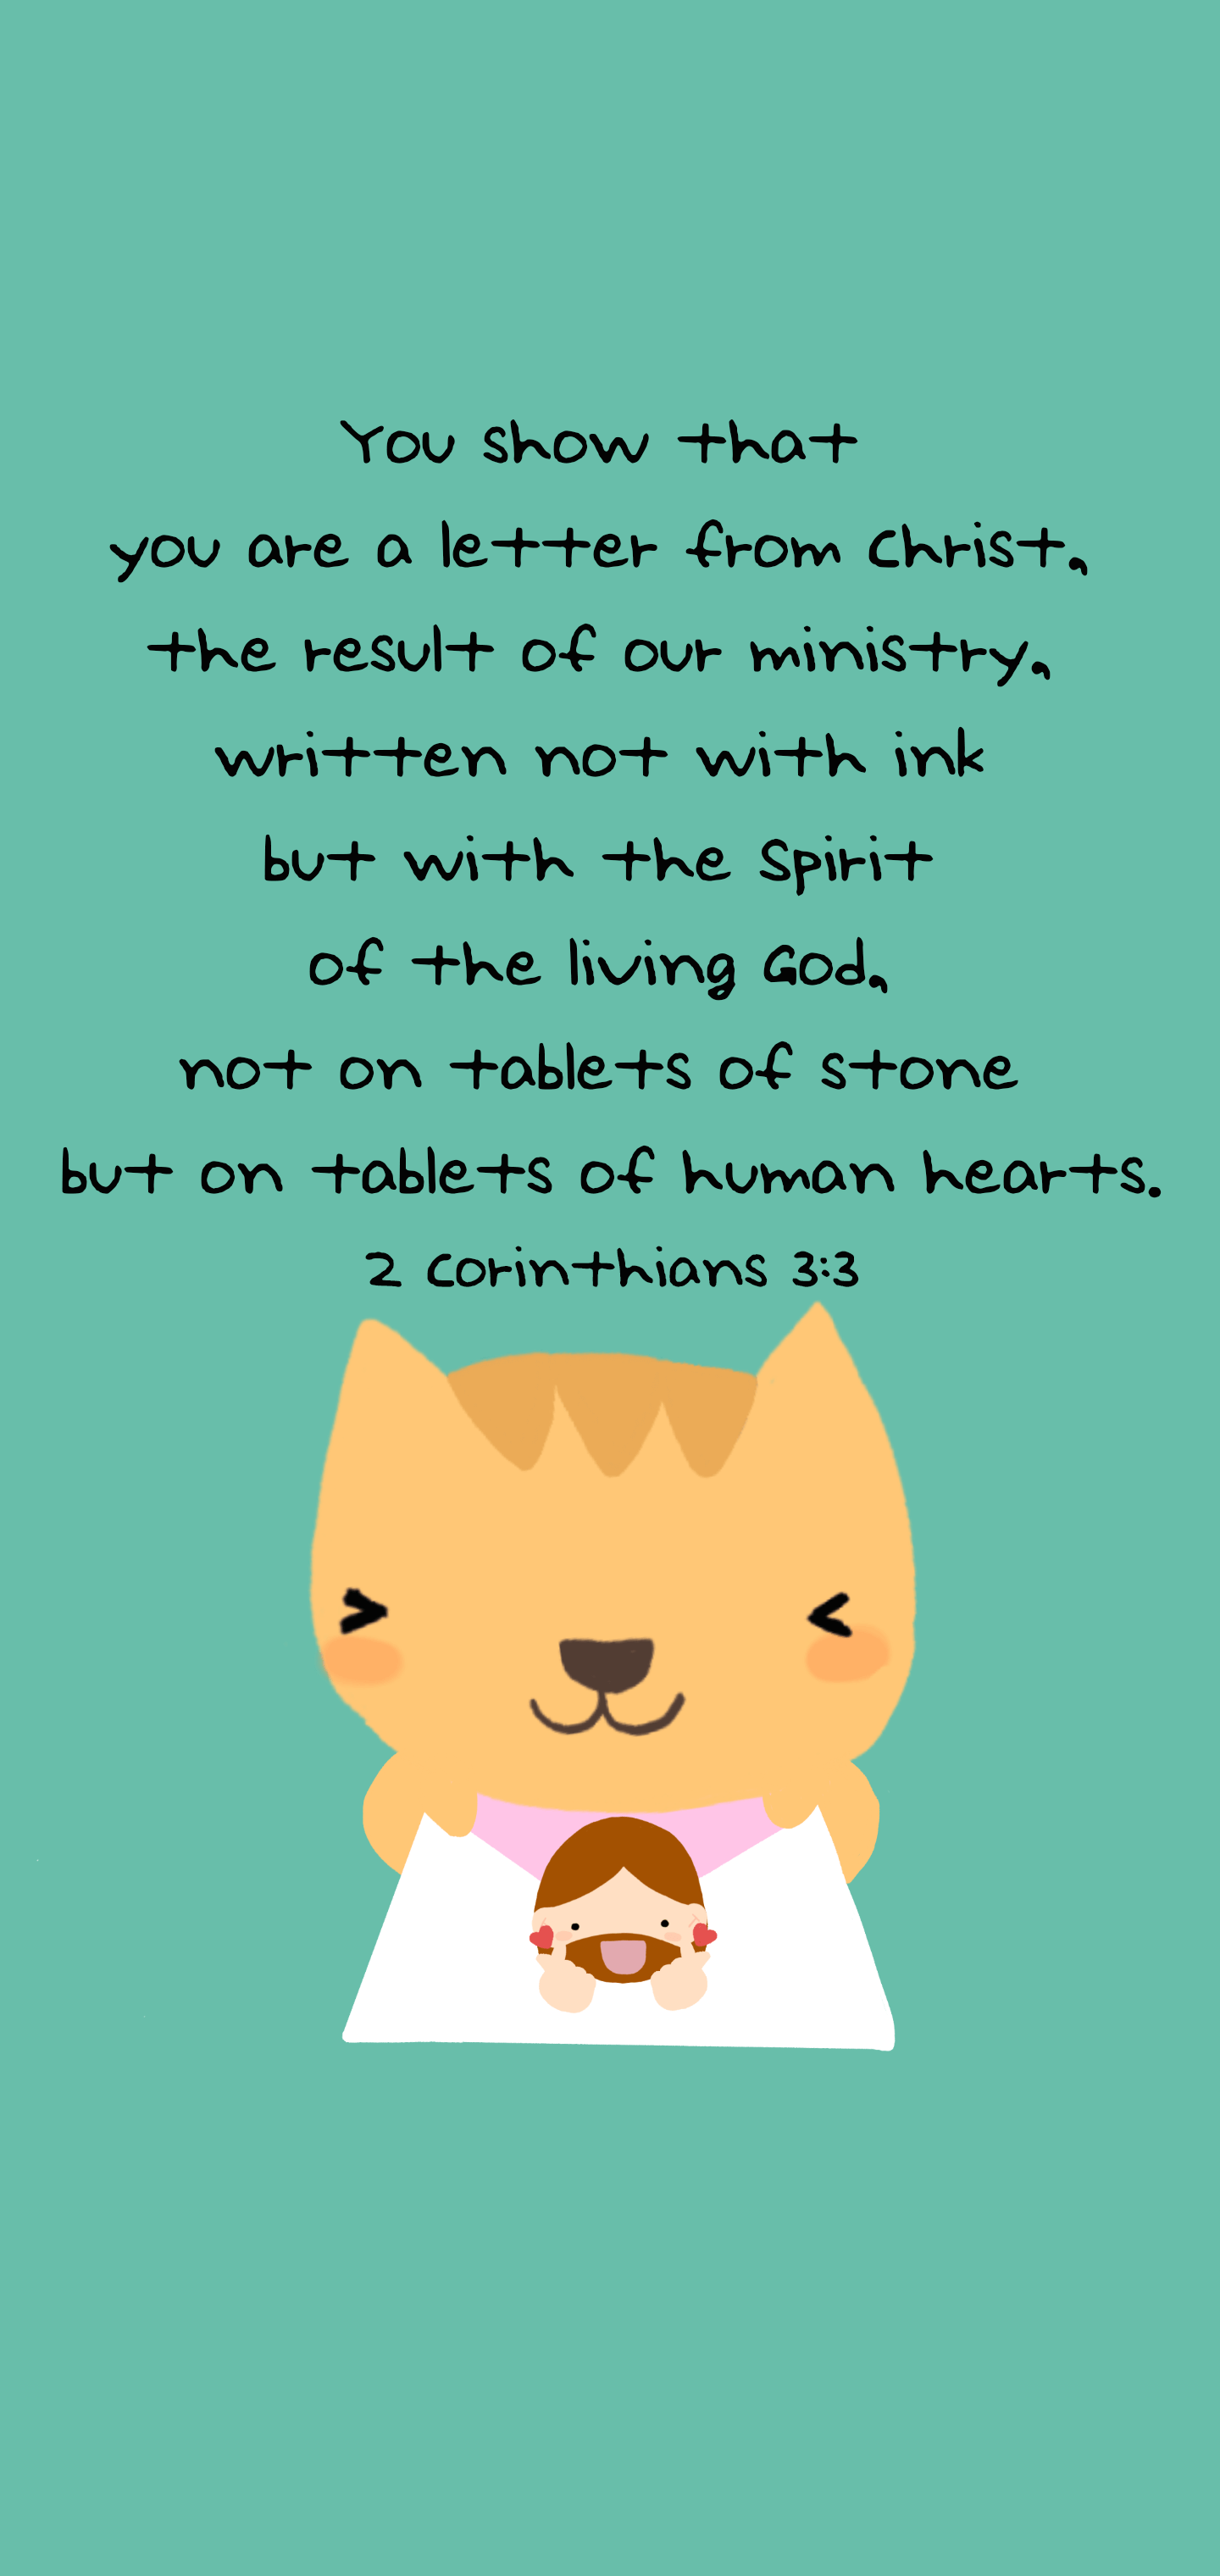 You show that
you are a letter from Christ,
the result of our ministry,
written not with ink
but with the Spirit
of the living God,
not on tablets of stone
but on tablets of human hearts.
2 Corinthians 3:3